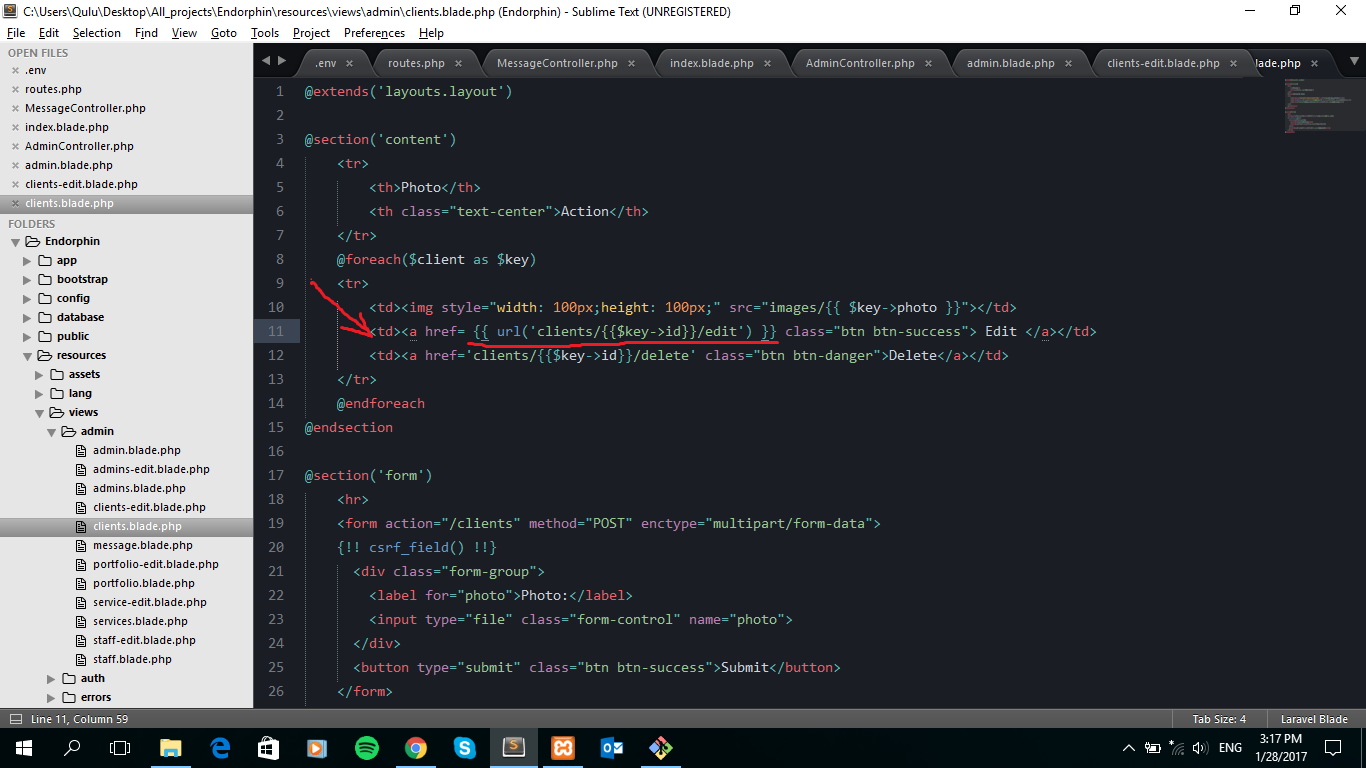 C:\Users\Qulu\Desktop\All_projects\Endorphin\resources\views\admin\clients.blade.php (Endorphin) - Sublime Text (UNREGISTERED)
File Edit Selection Find View Goto Tools Project Preferences Help
OPEN FILES
.env
routes.php
MessageController.php
index.blade.php
AdminController.php
admin.blade.php
clients-edit.blade.php
clients.blade.php
FOLDERS
Endorphin
app
bootstrap
config
database
public
resources
assets
lang
views
admin
admin.blade.php
admins-edit.blade.php
admins.blade.php
clients-edit.blade.php
clients.blade.php
message.blade.php
portfolio-edit.blade.php
portfolio.blade.php
service-edit.blade.php
services.blade.php
staff-edit.blade.php
staff.blade.php
auth
errors
.env routes.php MessageController.php index.blade.php AdminController.php admin.blade.php clients-edit.blade.php lade.php
1 @extends('layouts.layout')
2
3 @section('content')
4 <tr>
5 <th>Photo</th>
6 <th class="text-center">Action</th>
7 </tr>
8 @foreach($client as $key)
9 <tr>
10 <td><img style="width: 100px;height: 100px;" src="images/{{ $key->photo }}"></td>
11 <td><a href= {{ url('clients/{{$key->id}}/edit') }} class="btn btn-success"> Edit </a></td>
12 <td><a href='clients/{{$key->id}}/delete' class="btn btn-danger">Delete</a></td>
13 </tr>
14 @endforeach
15 @endsection
16
17 @section('form')
18 <hr>
19 <form action="/clients" method="POST" enctype="multipart/form-data">
20 {!! csrf_field() !!}
21 <div class="form-group">
22 <label for="photo">Photo:</label>
23 <input type="file" class="form-control" name="photo">
24 </div>
25 <button type="submit" class="btn btn-success">Submit</button>
26 </form>
Line 11, Column 59 Tab Size: 4 Laravel Blade
ENG 3:17 PM
1/28/2017